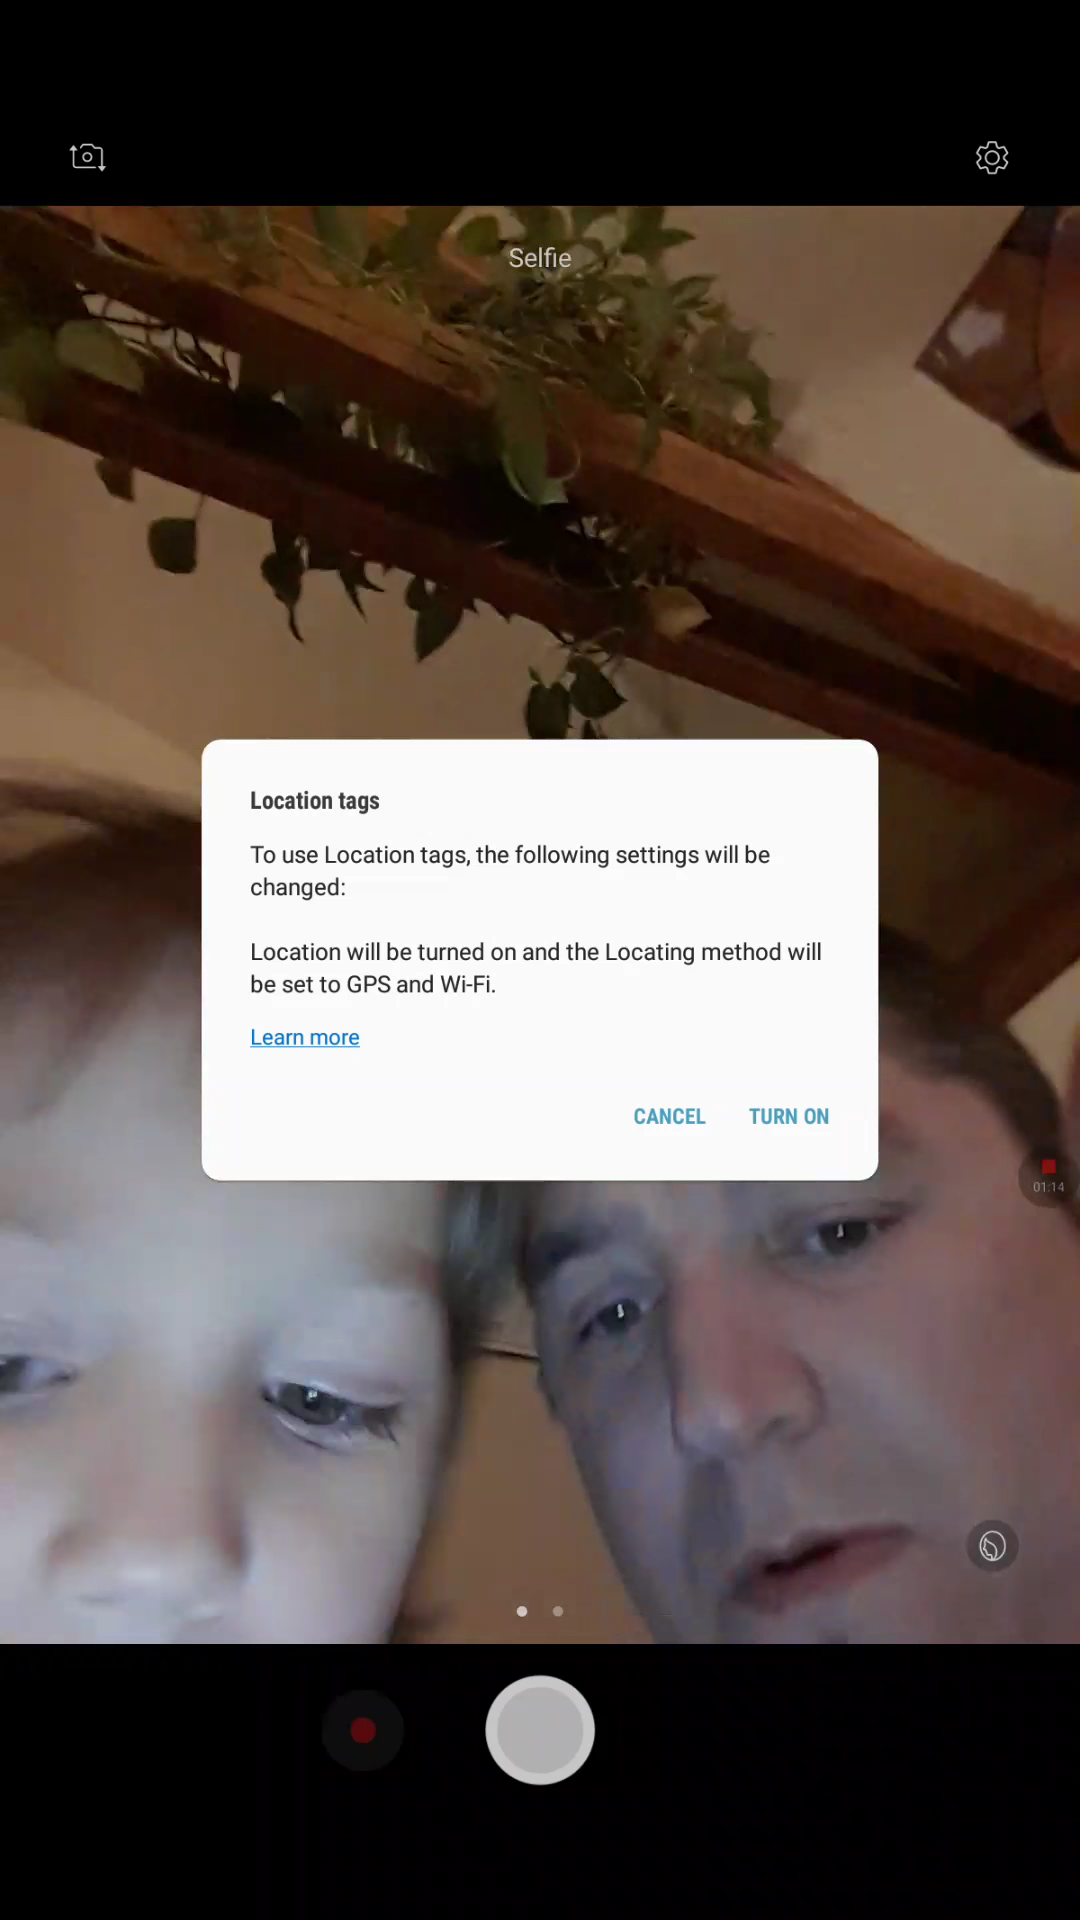 Selfie
Location tags
To use Location tags, the following settings will be
changed:
Location will be turned on and the Locating method will
be set to GPS and Wi-Fi.
Learn more
CANCEL TURN ON
01:14